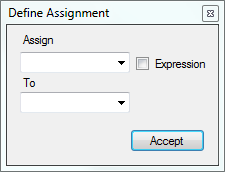 Define Assignment
Assign
Expression
To
Accept